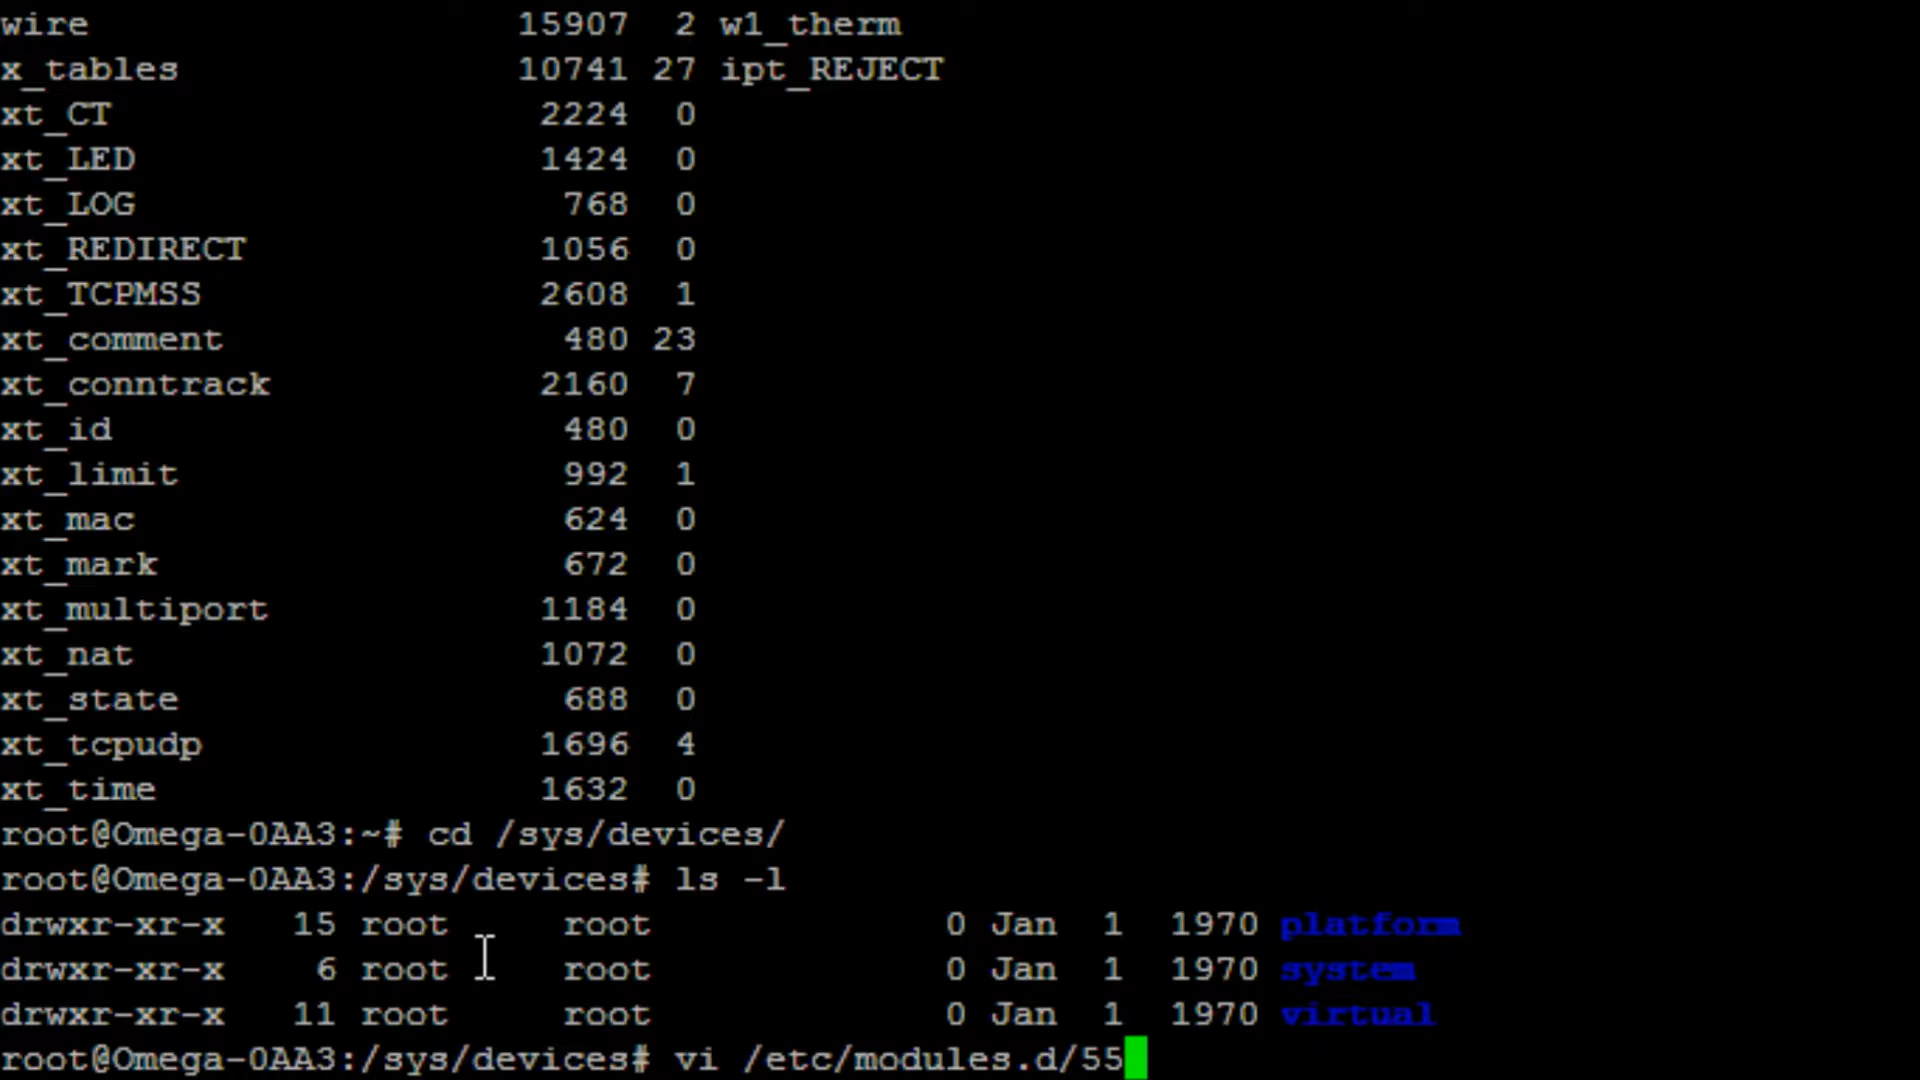 wire 15907 2 w1_therm
x_tables 10741 27 ipt_REJECT
xt_CT 2224 0
xt_LED 1424 0
xt_LOG 768 0
xt_REDIRECT 1056 0
xt_TCPMSS 2608 1
xt_comment 480 23
xt_conntrack 2160 7
xt_id 480 0
xt_limit 992 1
xt_mac 624 0
xt_mark 672 0
xt_multiport 1184 0
xt_nat 1072 0
xt_state 688 0
xt_tcpudp 1696 4
xt_time 1632 0
root@Omega-0AA3:~# cd /sys/devices/
root@Omega-0AA3:/sys/devices# ls -l
drwxr-xr-x 15 root root 0 Jan 1 1970 platform
drwxr-xr-x 6 root root 0 Jan 1 1970 system
drwxr-xr-x 11 root root 0 Jan 1 1970 virtual
root@Omega-0AA3:/sys/devices# vi /etc/modules.d/55